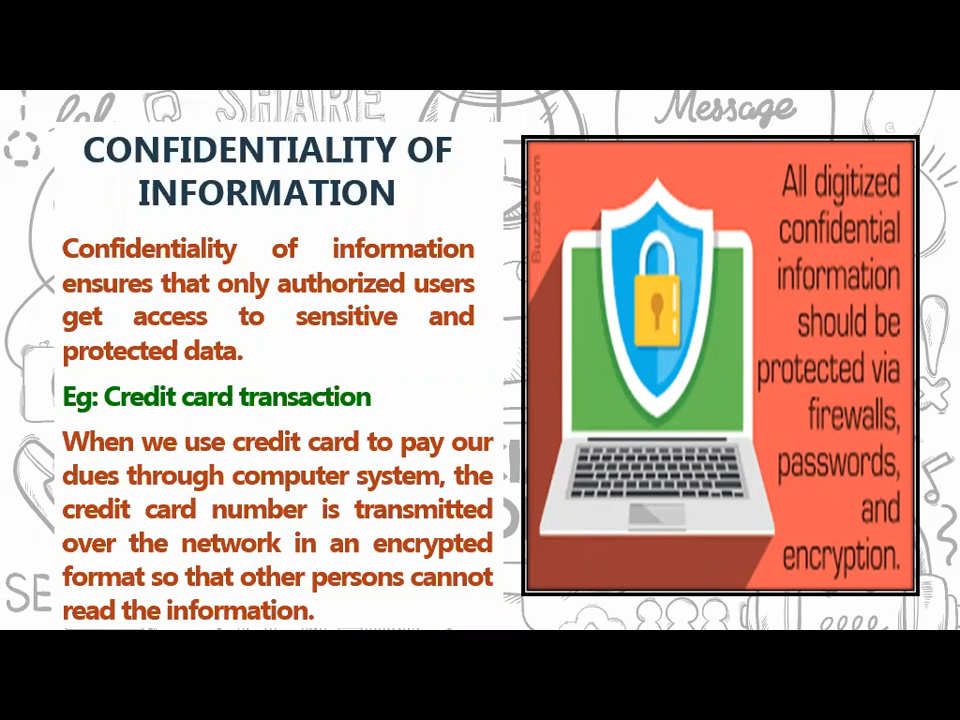 SHARE
Message
CONFIDENTIALITY OF
INFORMATION
Confidentiality of information
ensures that only authorized users
get access to sensitive and
protected data.
Eg: Credit card transaction
When we use credit card to pay our
dues through computer system, the
credit card number is transmitted
over the network in an encrypted
format so that other persons cannot
read the information.
Buzzle.com
All digitized
confidential
information
should be
protected via
firewalls,
passwords,
and
encryption.
SE